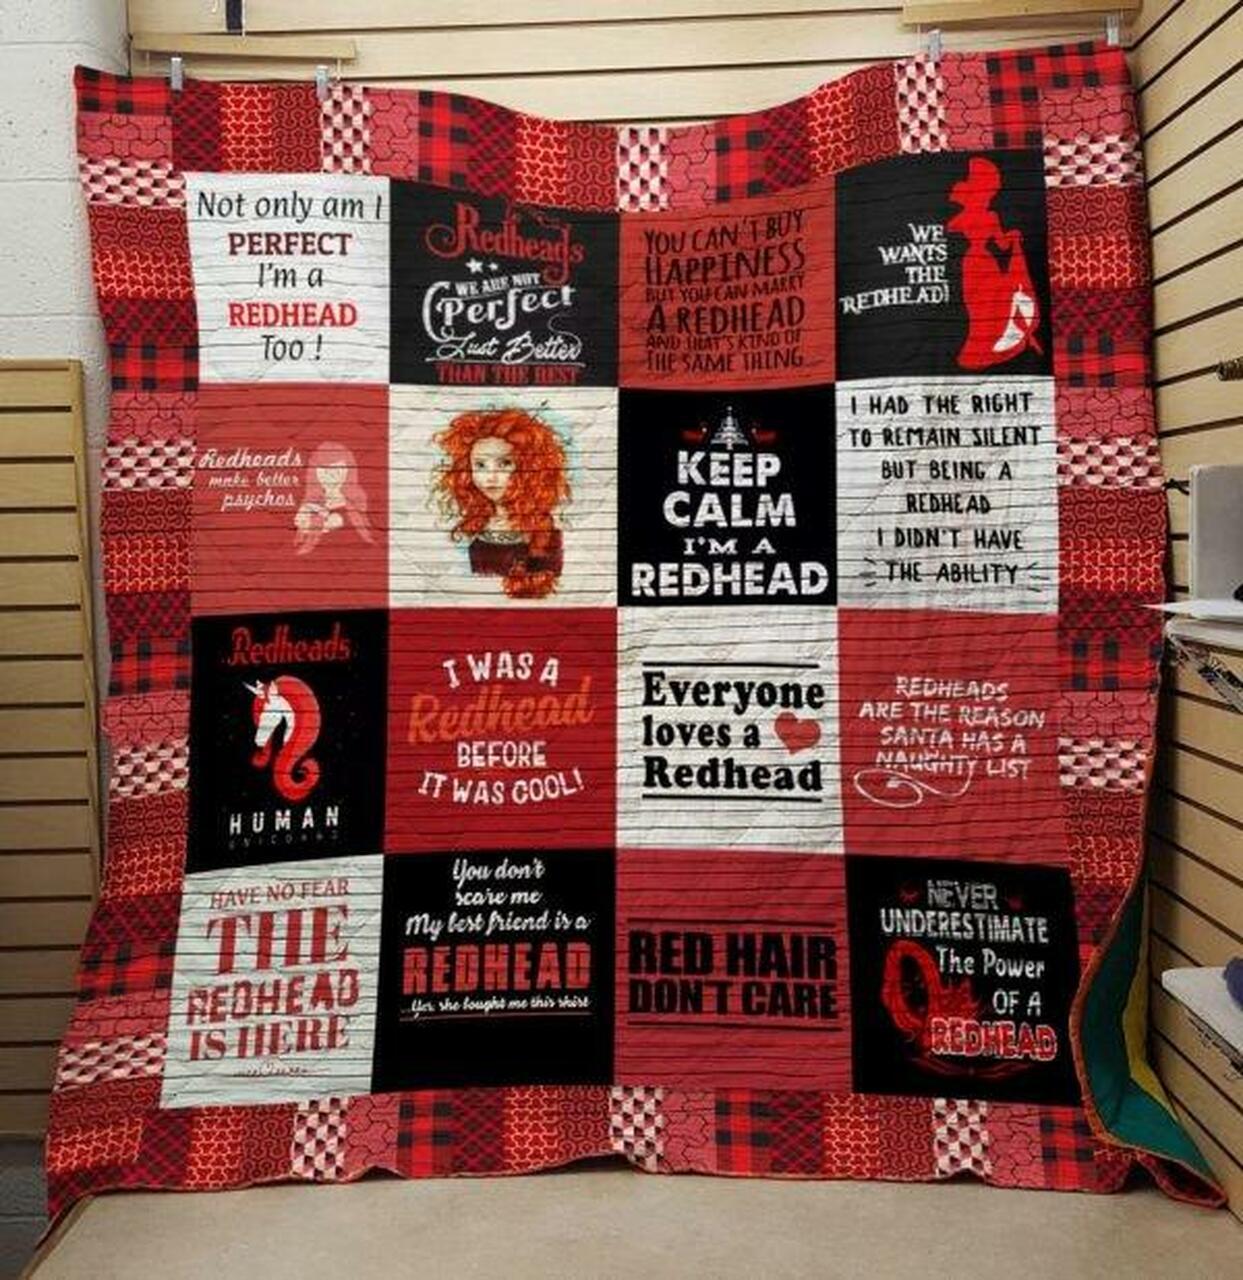 Not only am I
PERFECT
I'm a
REDHEAD
Too !
Redheads
WE ARE NOT
Perfect
Just Better
THAN THE REST
YOU CAN'T BUY
HAPPINESS
BUT YOU CAN MARRY
A REDHEAD
AND THAT'S KIND OF
THE SAME THING
WE
WANTS
THE
REDHEAD!
Redheads
make better
psychos
KEEP
CALM
I'M A
REDHEAD
I HAD THE RIGHT
TO REMAIN SILENT
BUT BEING A
REDHEAD
I DIDN'T HAVE
THE ABILITY
Redheads
HUMAN
UNICORNS
I WAS A
Redhead
BEFORE
IT WAS COOL!
Everyone
loves a
Redhead
REDHEADS
ARE THE REASON
SANTA HAS A
NAUGHTY LIST
HAVE NO FEAR
THE
REDHEAD
IS HERE
You don't
scare me
My best friend is a
REDHEAD
...Yes, she bought me this shirt
RED HAIR
DON'T CARE
NEVER
UNDERESTIMATE
The Power
OF A
REDHEAD